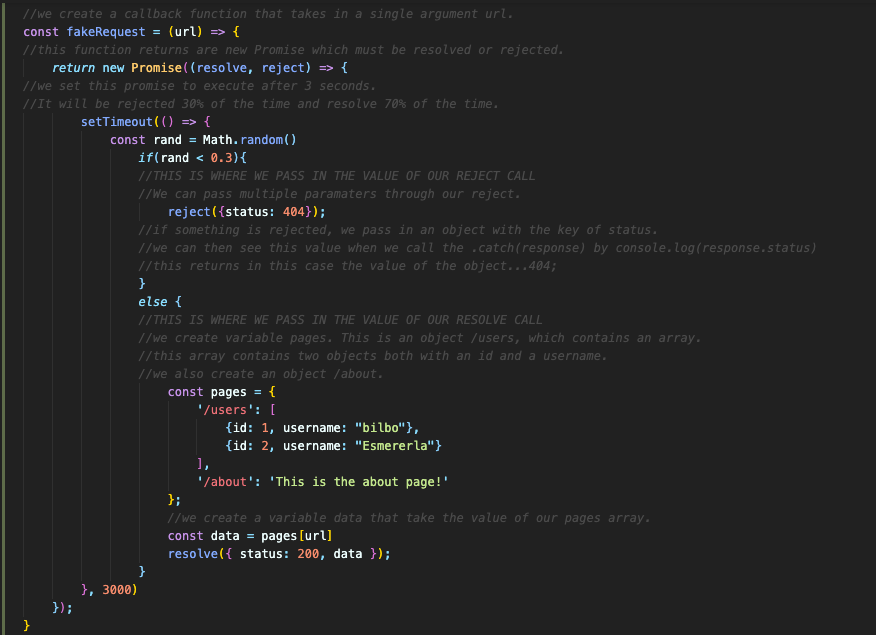 //we create a callback function that takes in a single argument url.
const fakeRequest = (url) => {
//this function returns are new Promise which must be resolved or rejected.
return new Promise((resolve, reject) => {
//we set this promise to execute after 3 seconds.
//It will be rejected 30% of the time and resolve 70% of the time.
setTimeout(() => {
const rand = Math.random()
if(rand < 0.3){
//THIS IS WHERE WE PASS IN THE VALUE OF OUR REJECT CALL
//We can pass multiple paramaters through our reject.
reject({status: 404});
//if something is rejected, we pass in an object with the key of status.
//we can then see this value when we call the .catch(response) by console.log(response.status)
//this returns in this case the value of the object...404;
}
else {
//THIS IS WHERE WE PASS IN THE VALUE OF OUR RESOLVE CALL
//we create variable pages. This is an object /users, which contains an array.
//this array contains two objects both with an id and a username.
//we also create an object /about.
const pages = {
'/users': [
{id: 1, username: "bilbo"},
{id: 2, username: "Esmererla"}
],
'/about': 'This is the about page!'
};
//we create a variable data that take the value of our pages array.
const data = pages[url]
resolve({ status: 200, data });
}
}, 3000)
});
}